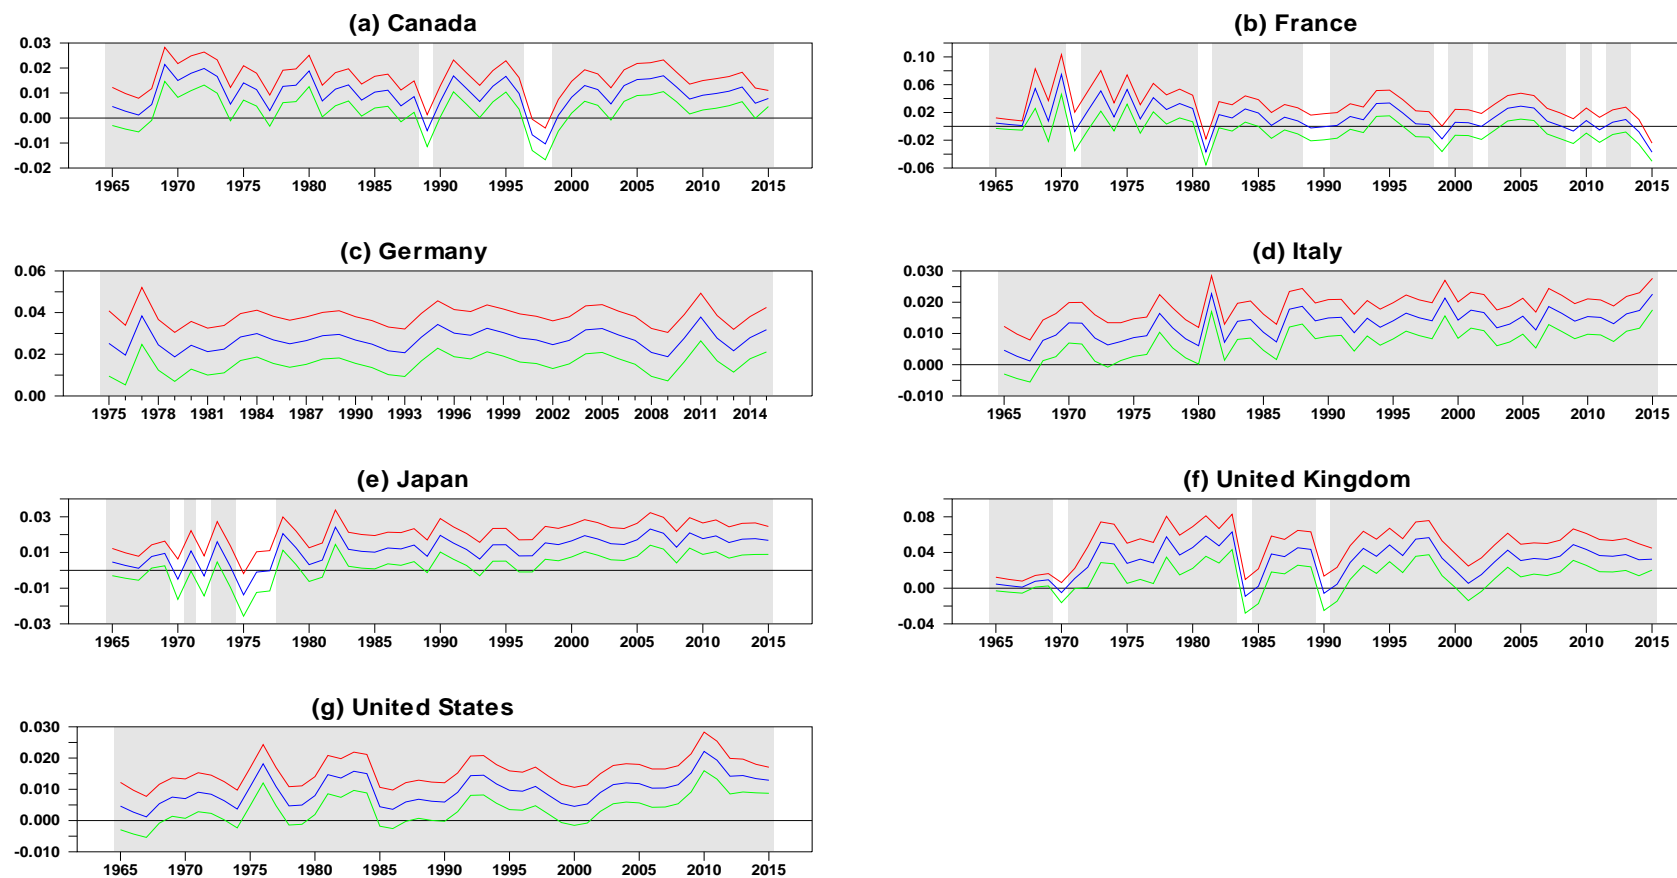 (a) Canada
0.03
0.02
0.01
0.00
-0.01
-0.02
1965 1970 1975 1980 1985 1990 1995 2000 2005 2010 2015
(b) France
0.10
0.06
0.02
-0.02
-0.06
1965 1970 1975 1980 1985 1990 1995 2000 2005 2010 2015
(c) Germany
0.06
0.04
0.02
0.00
1975 1978 1981 1984 1987 1990 1993 1996 1999 2002 2005 2008 2011 2014
(d) Italy
0.030
0.020
0.010
0.000
-0.010
1965 1970 1975 1980 1985 1990 1995 2000 2005 2010 2015
(e) Japan
0.03
0.01
-0.01
-0.03
1965 1970 1975 1980 1985 1990 1995 2000 2005 2010 2015
(f) United Kingdom
0.08
0.04
0.00
-0.04
1965 1970 1975 1980 1985 1990 1995 2000 2005 2010 2015
(g) United States
0.030
0.020
0.010
0.000
-0.010
1965 1970 1975 1980 1985 1990 1995 2000 2005 2010 2015